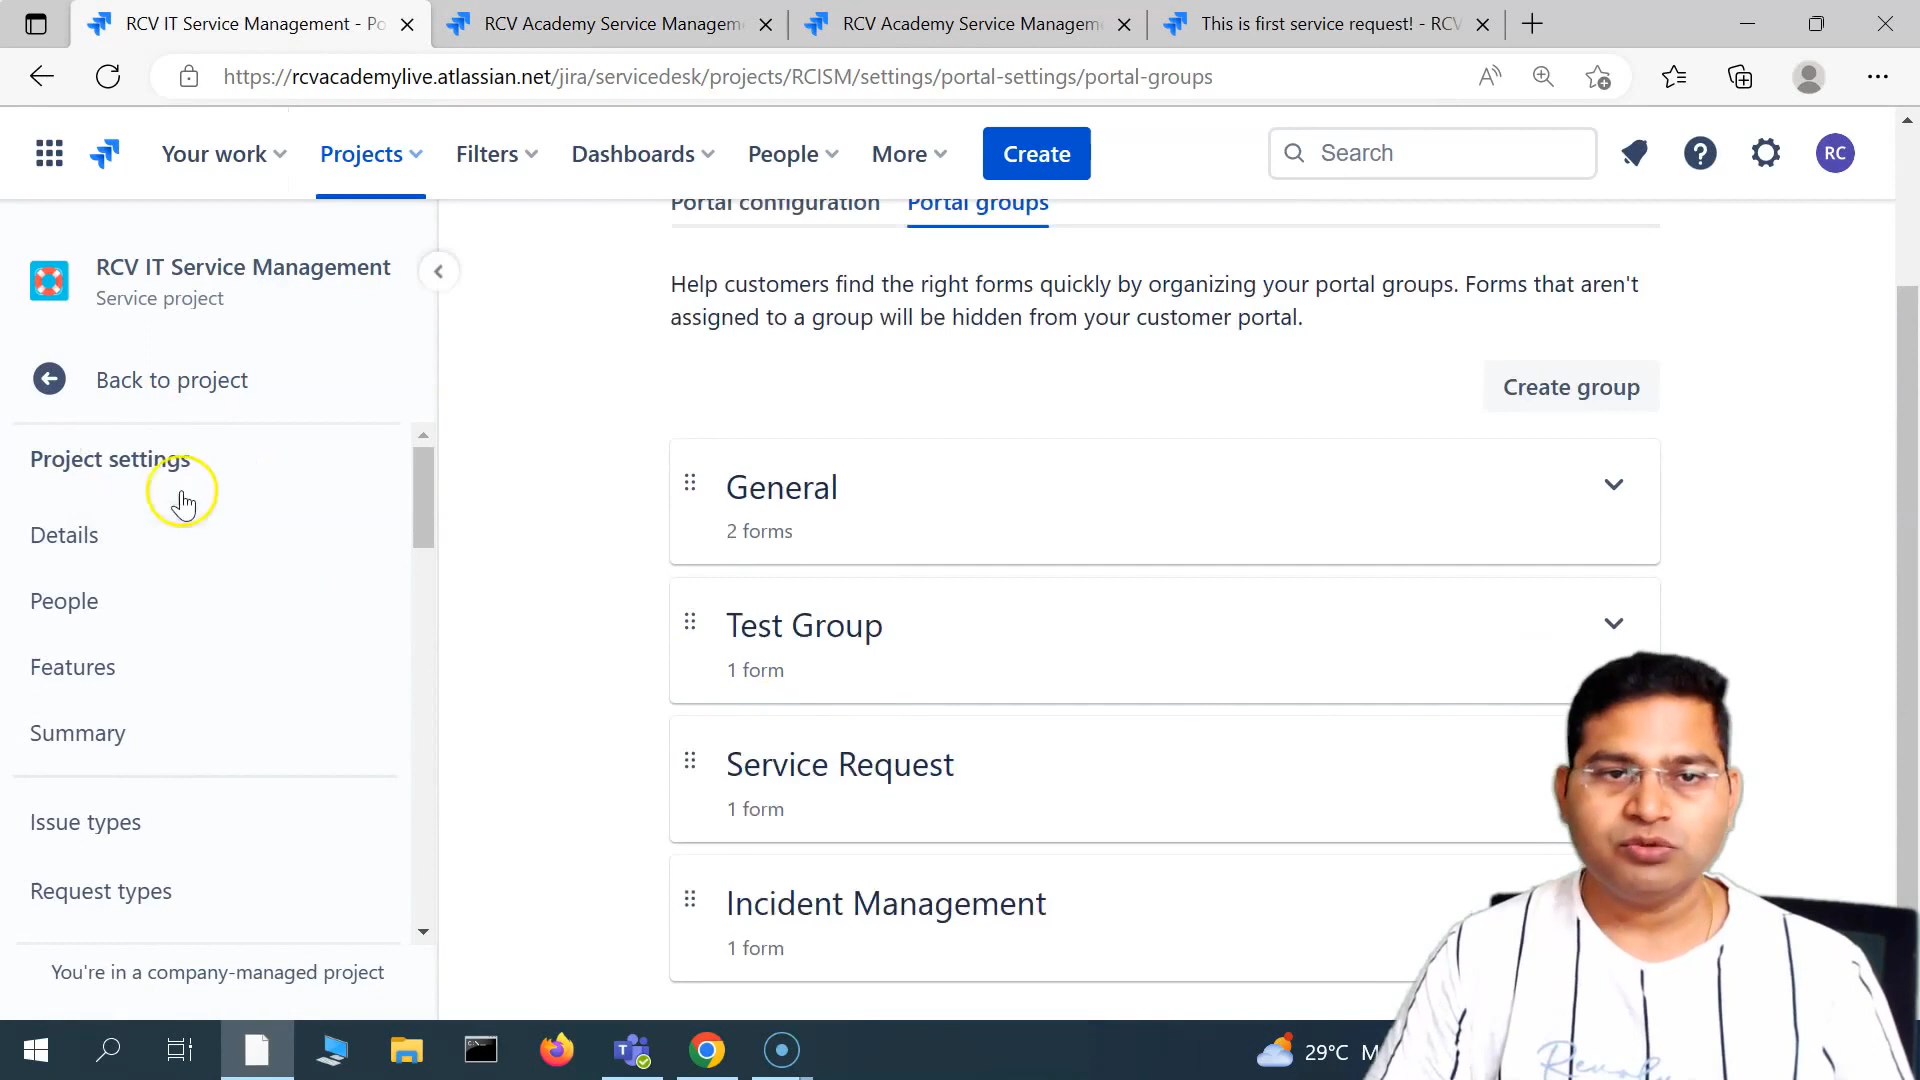 RCV IT Service Management - Po
RCV Academy Service Managem
RCV Academy Service Managem
This is first service request! - RCV
https://rcvacademylive.atlassian.net/jira/servicedesk/projects/RCISM/settings/portal-settings/portal-groups
Your work
Projects
Filters
Dashboards
People
More
Create
Search
RC
RCV IT Service Management
Service project
Back to project
Project settings
Details
People
Features
Summary
Issue types
Request types
You're in a company-managed project
Portal configuration
Portal groups
Help customers find the right forms quickly by organizing your portal groups. Forms that aren't
assigned to a group will be hidden from your customer portal.
Create group
General
2 forms
Test Group
1 form
Service Request
1 form
Incident Management
1 form
29°C M